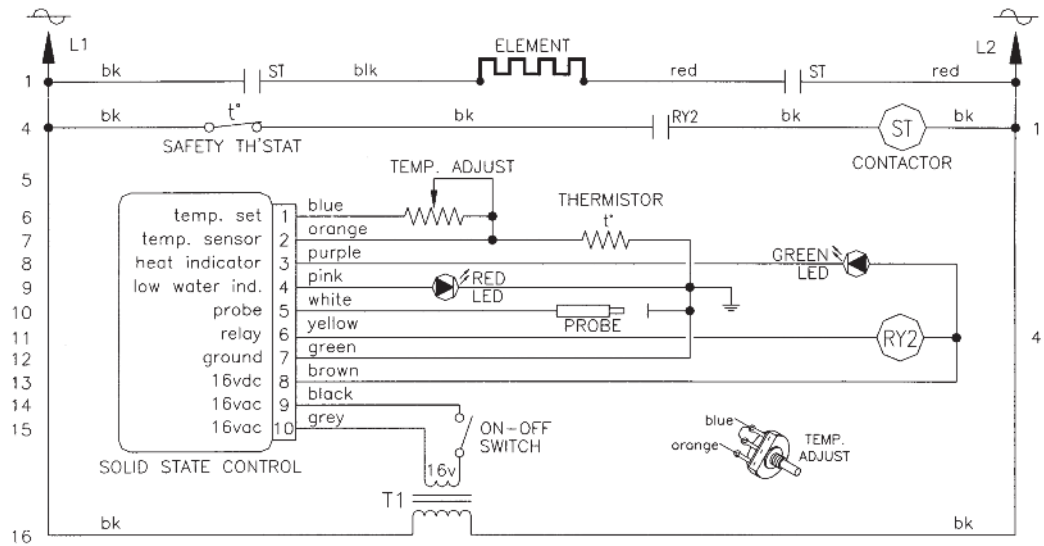 L1
L2
ELEMENT
1 bk ST blk red ST red
4 bk t° bk RY2 bk ST bk 1
SAFETY TH'STAT
CONTACTOR
5
TEMP. ADJUST
THERMISTOR
t°
6 temp. set 1 blue
7 temp. sensor 2 orange
8 heat indicator 3 purple
GREEN
LED
9 low water ind. 4 pink
RED
LED
10 probe 5 white
PROBE
11 relay 6 yellow RY2 4
12 ground 7 green
13 16vdc 8 brown
14 16vac 9 black
15 16vac 10 grey
ON-OFF
SWITCH
SOLID STATE CONTROL
16v
T1
blue
orange
TEMP.
ADJUST
16 bk bk